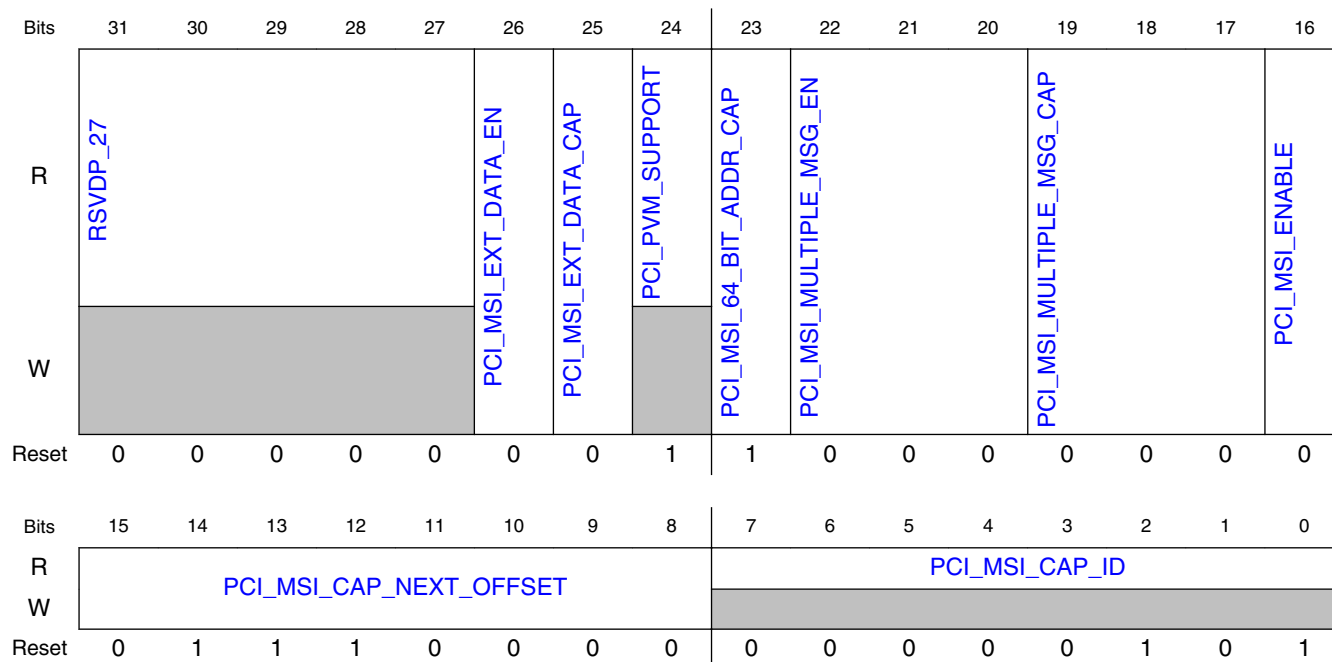 Bits 31 30 29 28 27 26 25 24 23 22 21 20 19 18 17 16
R
W
RSVDP_27
PCI_MSI_EXT_DATA_EN
PCI_MSI_EXT_DATA_CAP
PCI_PVM_SUPPORT
PCI_MSI_64_BIT_ADDR_CAP
PCI_MSI_MULTIPLE_MSG_EN
PCI_MSI_MULTIPLE_MSG_CAP
PCI_MSI_ENABLE
Reset 0 0 0 0 0 0 0 1 1 0 0 0 0 0 0 0
Bits 15 14 13 12 11 10 9 8 7 6 5 4 3 2 1 0
R
W
PCI_MSI_CAP_NEXT_OFFSET
PCI_MSI_CAP_ID
Reset 0 1 1 1 0 0 0 0 0 0 0 0 0 1 0 1